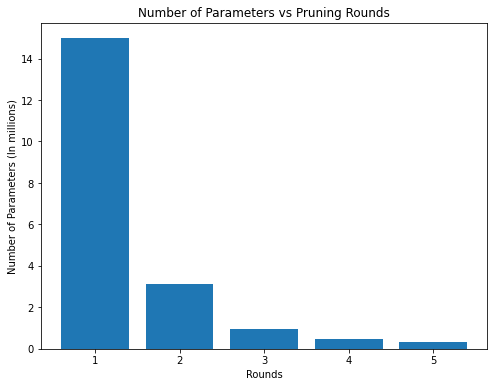 Number of Parameters vs Pruning Rounds
Number of Parameters (In millions)
14
12
10
8
6
4
2
0
1 2 3 4 5
Rounds